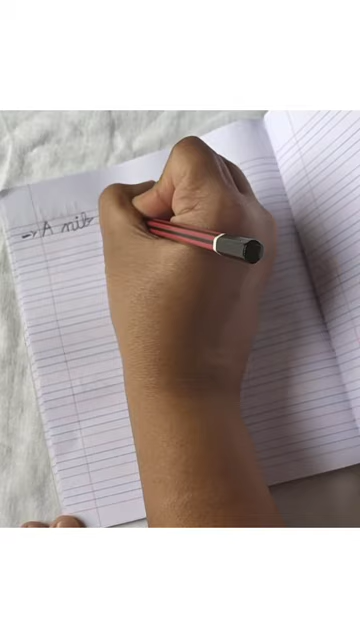 → A nib